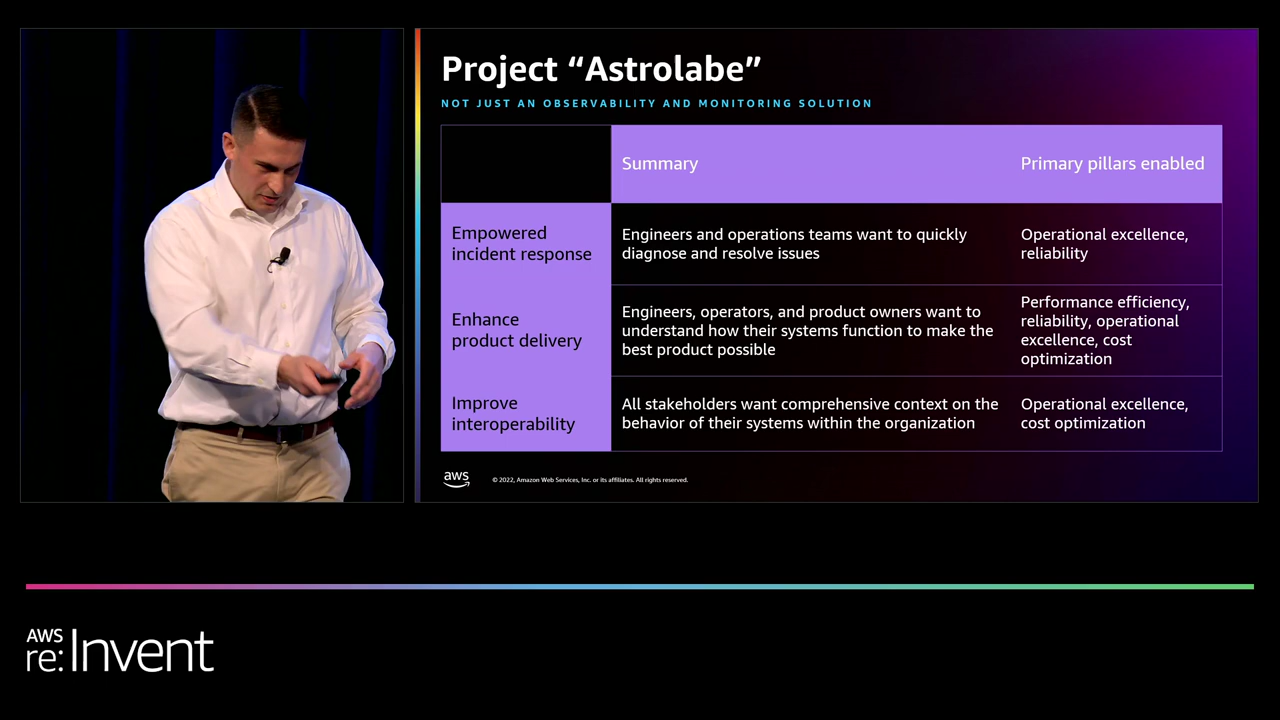 Project “Astrolabe”
NOT JUST AN OBSERVABILITY AND MONITORING SOLUTION
Summary
Primary pillars enabled
Empowered
incident response
Engineers and operations teams want to quickly
diagnose and resolve issues
Operational excellence,
reliability
Enhance
product delivery
Engineers, operators, and product owners want to
understand how their systems function to make the
best product possible
Performance efficiency,
reliability, operational
excellence, cost
optimization
Improve
interoperability
All stakeholders want comprehensive context on the
behavior of their systems within the organization
Operational excellence,
cost optimization
aws
© 2022, Amazon Web Services, Inc. or its affiliates. All rights reserved.
AWS
re:Invent